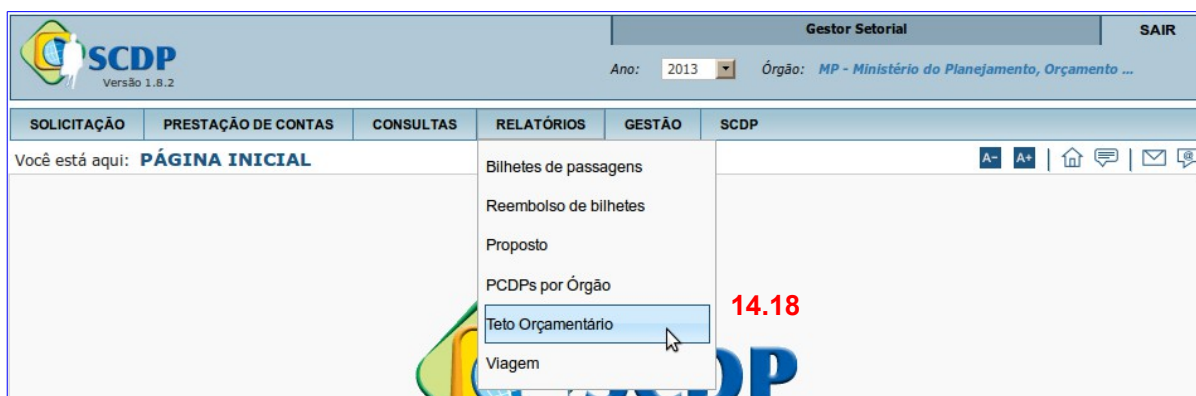 Gestor Setorial
SAIR
SCDP
Versão 1.8.2
Ano: 2013
Órgão: MP - Ministério do Planejamento, Orçamento ...
SOLICITAÇÃO PRESTAÇÃO DE CONTAS CONSULTAS RELATÓRIOS GESTÃO SCDP
Você está aqui: PÁGINA INICIAL
A- A+
Bilhetes de passagens
Reembolso de bilhetes
Proposto
PCDPs por Órgão
Teto Orçamentário
14.18
Viagem